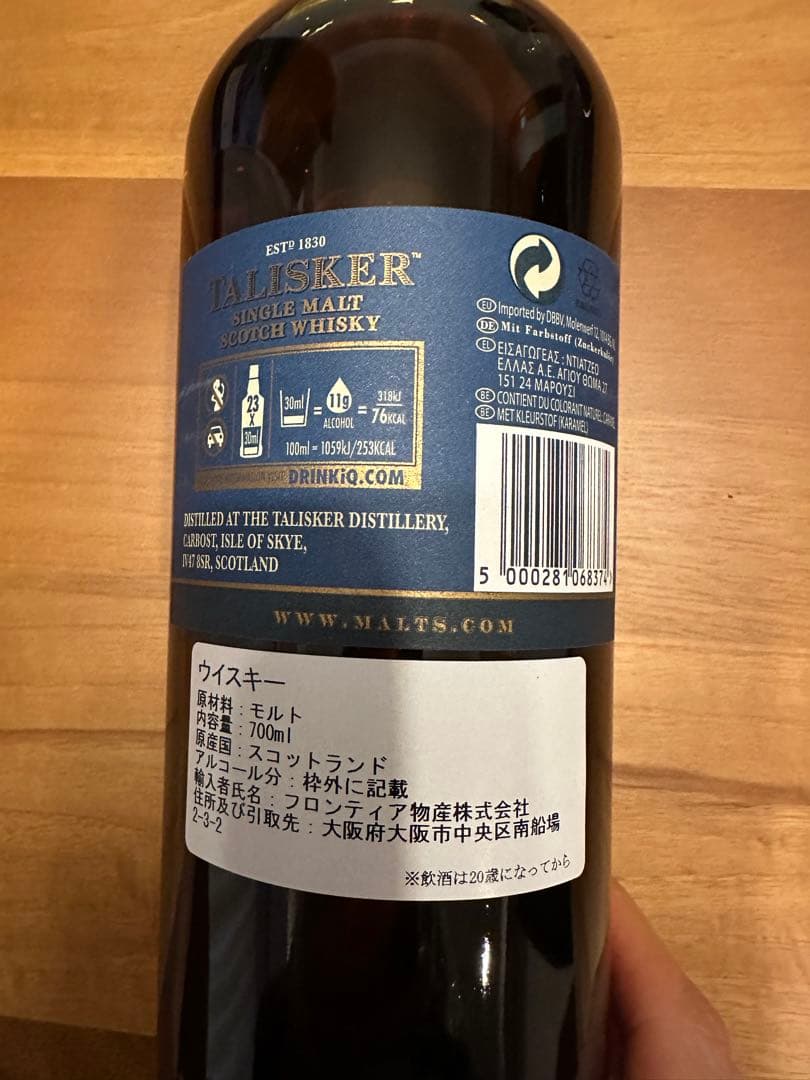 ESTD 1830
TALISKER™
SINGLE MALT
SCOTCH WHISKY
23
X
30ml
30ml
=
11g
ALCOHOL
=
318kJ
76KCAL
100ml = 1059kJ/253KCAL
VISIT DRINKiQ.COM
DISTILLED AT THE TALISKER DISTILLERY,
CARBOST, ISLE OF SKYE,
IV47 8SR, SCOTLAND
EU Imported by DBBV, Molenwerf 12, 1014
DE Mit Farbstoff (Zuckerkulör)
EL ΕΙΣΑΓΩΓΕΑΣ : ΝΤΙΑΤΖΕΟ
ΕΛΛΑΣ Α.Ε. ΑΓΙΟΥ ΘΩΜΑ 27
151 24 ΜΑΡΟΥΣΙ
BE CONTIENT DU COLORANT NATUREL
BE MET KLEURSTOF (KARAMEL)
5 000281 068374
WWW.MALTS.COM
ウイスキー
原材料：モルト
内容量：700ml
原産国：スコットランド
アルコール分：枠外に記載
輸入者氏名：フロンティア物産株式会社
住所及び引取先：大阪府大阪市中央区南船場
2-3-2
※飲酒は20歳になってから